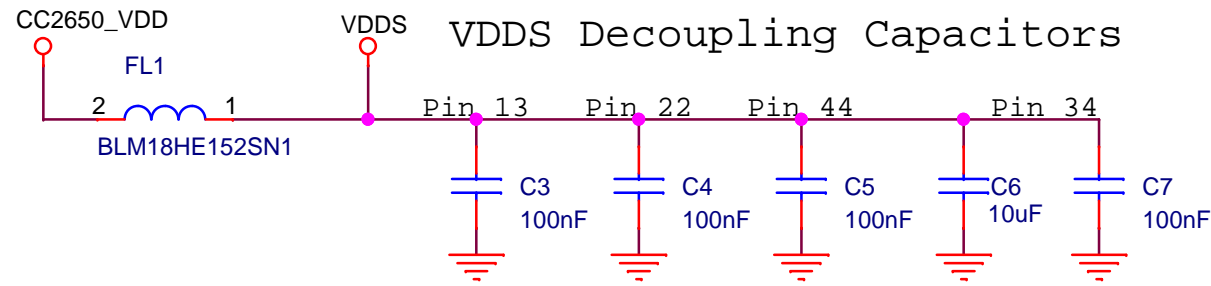 CC2650_VDD
VDDS
VDDS Decoupling Capacitors
FL1
2
1
BLM18HE152SN1
Pin 13
Pin 22
Pin 44
Pin 34
C3
100nF
C4
100nF
C5
100nF
C6
10uF
C7
100nF